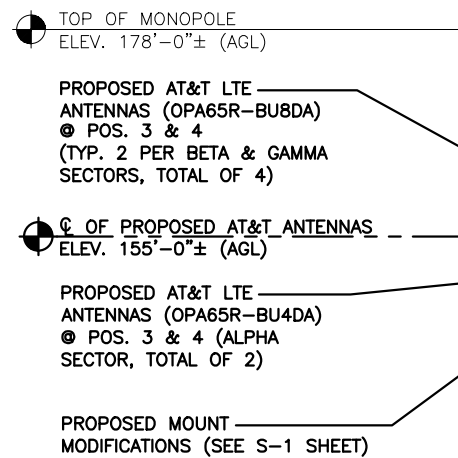 TOP OF MONOPOLE
ELEV. 178'-0"± (AGL)
PROPOSED AT&T LTE
ANTENNAS (OPA65R-BU8DA)
@ POS. 3 & 4
(TYP. 2 PER BETA & GAMMA
SECTORS, TOTAL OF 4)
℄ OF PROPOSED AT&T ANTENNAS
ELEV. 155'-0"± (AGL)
PROPOSED AT&T LTE
ANTENNAS (OPA65R-BU4DA)
@ POS. 3 & 4 (ALPHA
SECTOR, TOTAL OF 2)
PROPOSED MOUNT
MODIFICATIONS (SEE S-1 SHEET)